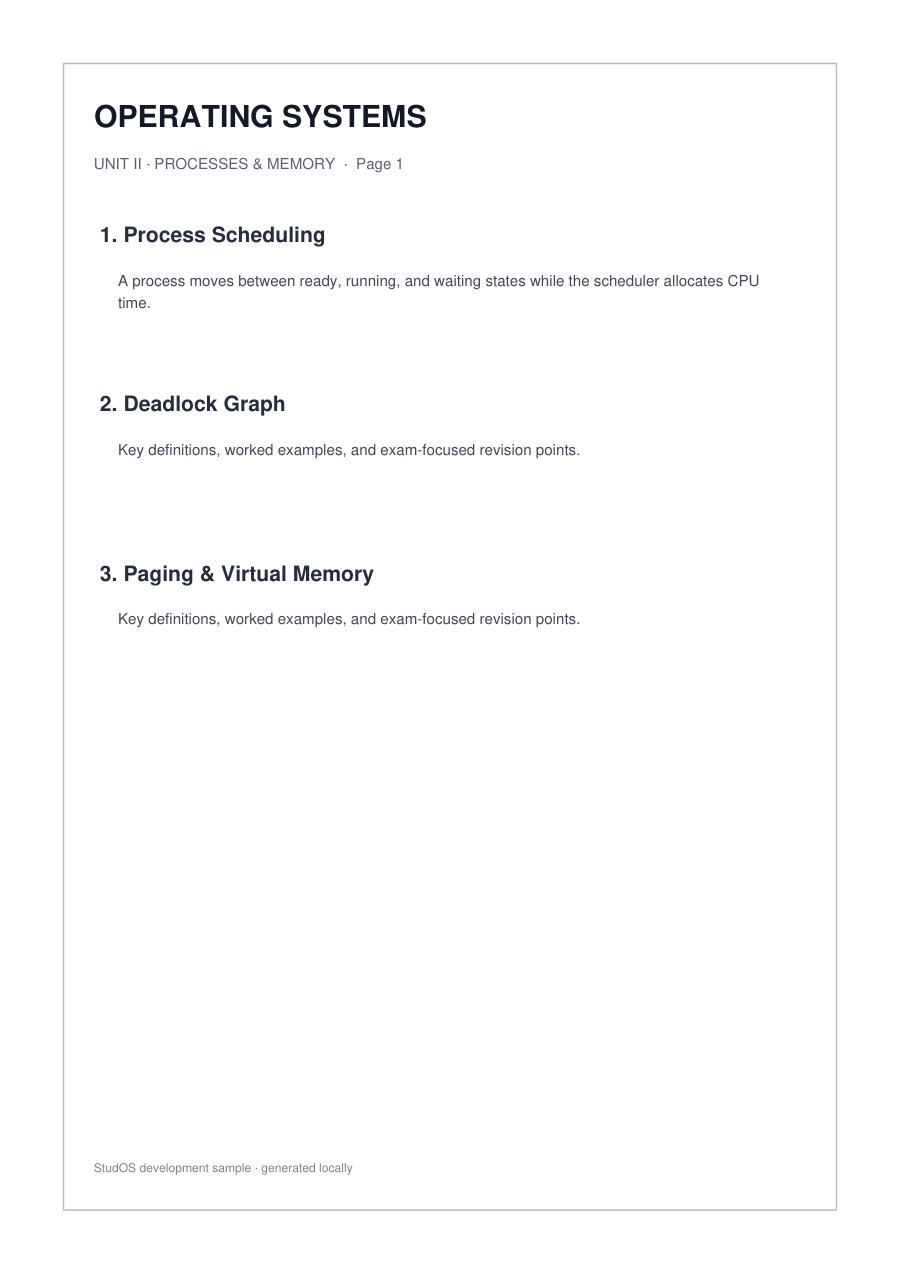 OPERATING SYSTEMS
UNIT II · PROCESSES & MEMORY · Page 1
1. Process Scheduling
A process moves between ready, running, and waiting states while the scheduler allocates CPU
time.
2. Deadlock Graph
Key definitions, worked examples, and exam-focused revision points.
3. Paging & Virtual Memory
Key definitions, worked examples, and exam-focused revision points.
StudOS development sample · generated locally